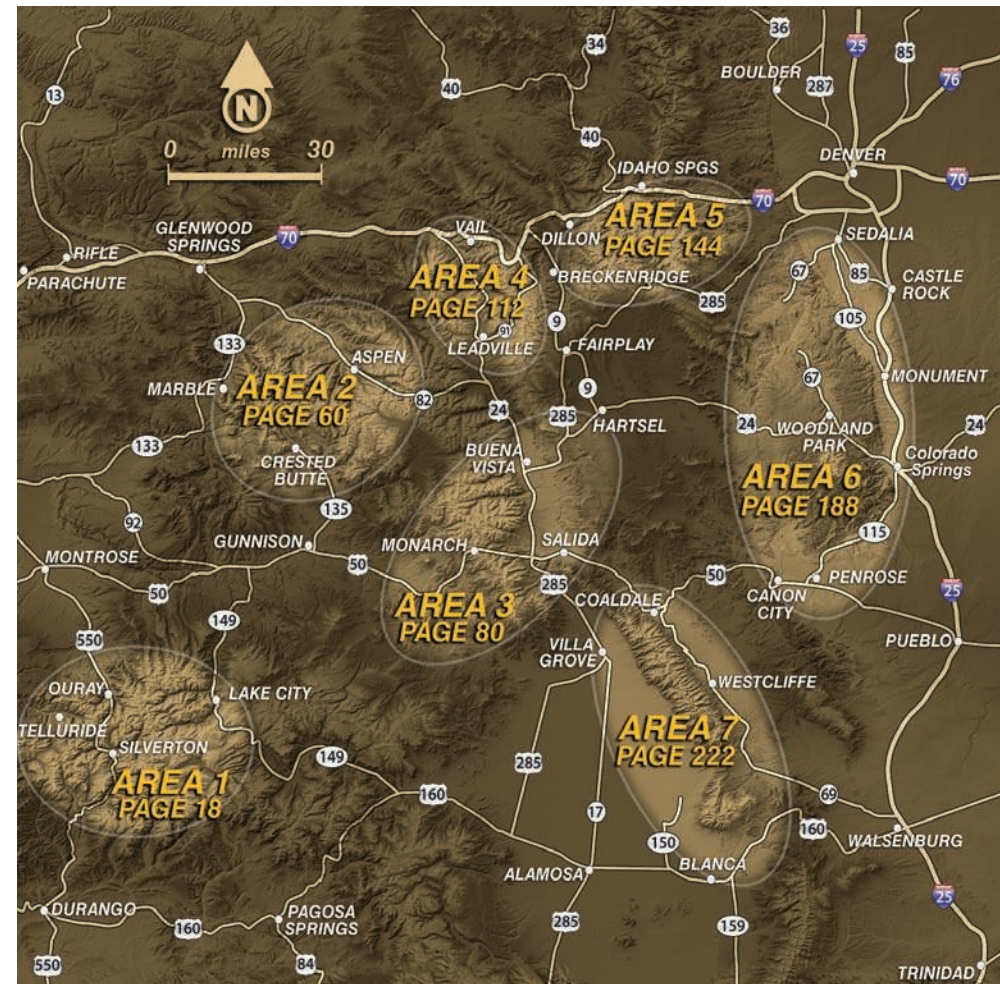 36
34
25
85
BOULDER
40
287
76
13
N
0 miles 30
40
DENVER
IDAHO SPGS
70
70
GLENWOOD
SPRINGS
VAIL
AREA 5
PAGE 144
70
DILLON
SEDALIA
RIFLE
PARACHUTE
AREA 4
PAGE 112
BRECKENRIDGE
67
85
CASTLE
ROCK
285
9
105
91
LEADVILLE
FAIRPLAY
133
ASPEN
MARBLE
AREA 2
PAGE 60
82
9
67
MONUMENT
24
285
HARTSEL
24
WOODLAND
PARK
24
133
CRESTED
BUTTE
BUENA
VISTA
Colorado
Springs
AREA 6
PAGE 188
135
92
115
GUNNISON
MONARCH
SALIDA
MONTROSE
50
50
285
50
PENROSE
CANON
CITY
25
AREA 3
PAGE 80
COALDALE
149
550
VILLA
GROVE
PUEBLO
OURAY
LAKE CITY
WESTCLIFFE
TELLURIDE
SILVERTON
AREA 7
PAGE 222
AREA 1
PAGE 18
149
285
160
69
17
160
150
WALSENBURG
ALAMOSA
BLANCA
25
DURANGO
160
PAGOSA
SPRINGS
285
159
550
84
TRINIDAD